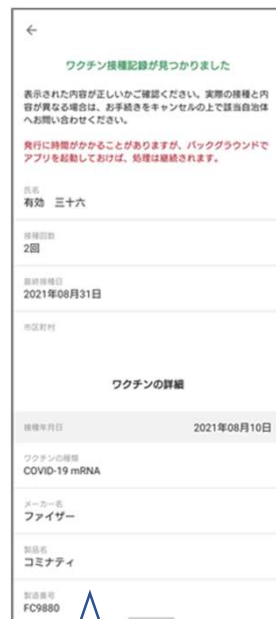 ワクチン接種記録が見つかりました
表示された内容が正しいかご確認ください。実際の接種と内
容が異なる場合は、お手続きをキャンセルの上で該当自治体
へお問い合わせください。
発行に時間がかかることがありますが、バックグラウンドで
アプリを起動しておけば、処理は継続されます。
氏名
有効 三十六
接種回数
2回
最終接種日
2021年08月31日
市区町村
ワクチンの詳細
接種年月日 2021年08月10日
ワクチンの種類
COVID-19 mRNA
メーカー名
ファイザー
製品名
コミナティ
製造番号
FC9880